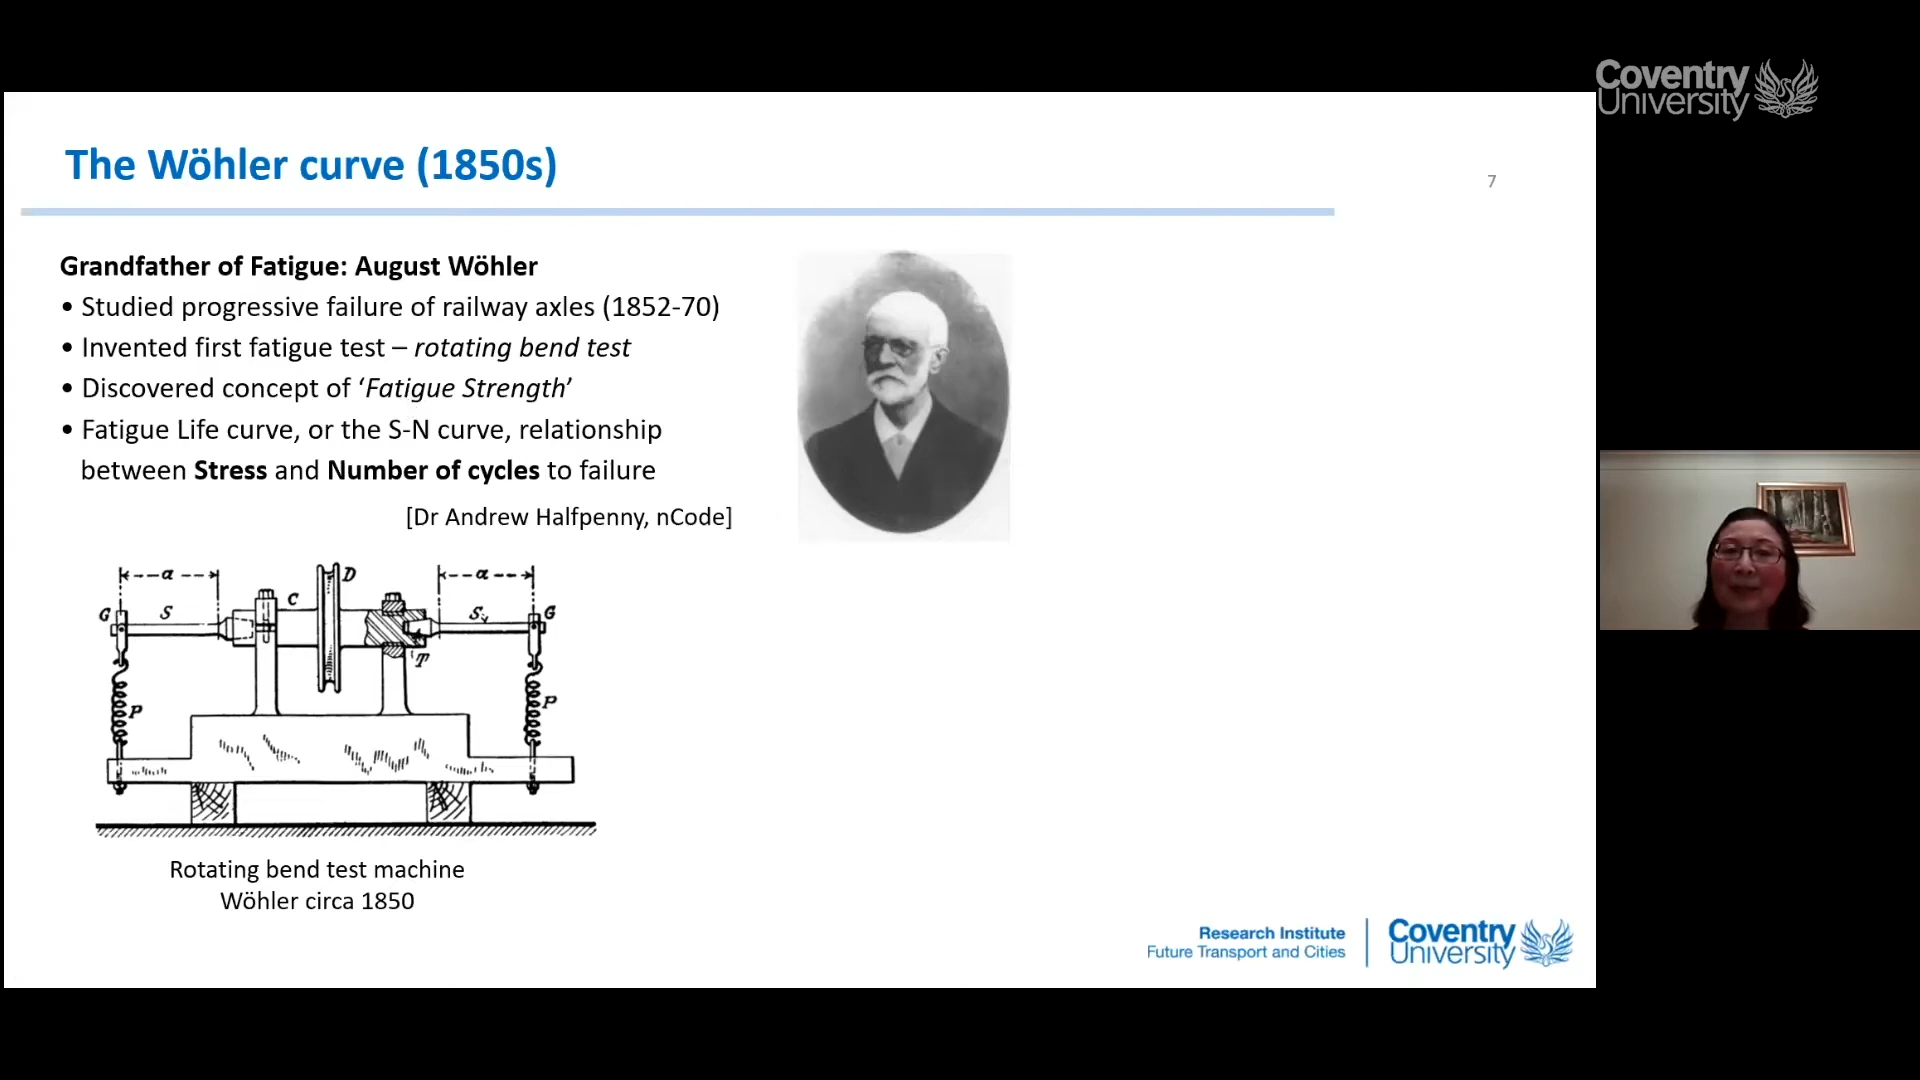 Coventry
University
The Wöhler curve (1850s)
7
Grandfather of Fatigue: August Wöhler
• Studied progressive failure of railway axles (1852-70)
• Invented first fatigue test – rotating bend test
• Discovered concept of ‘Fatigue Strength’
• Fatigue Life curve, or the S-N curve, relationship
between Stress and Number of cycles to failure
[Dr Andrew Halfpenny, nCode]
a D a
G S C S G
T
P P
Rotating bend test machine
Wöhler circa 1850
Research Institute
Future Transport and Cities
Coventry
University